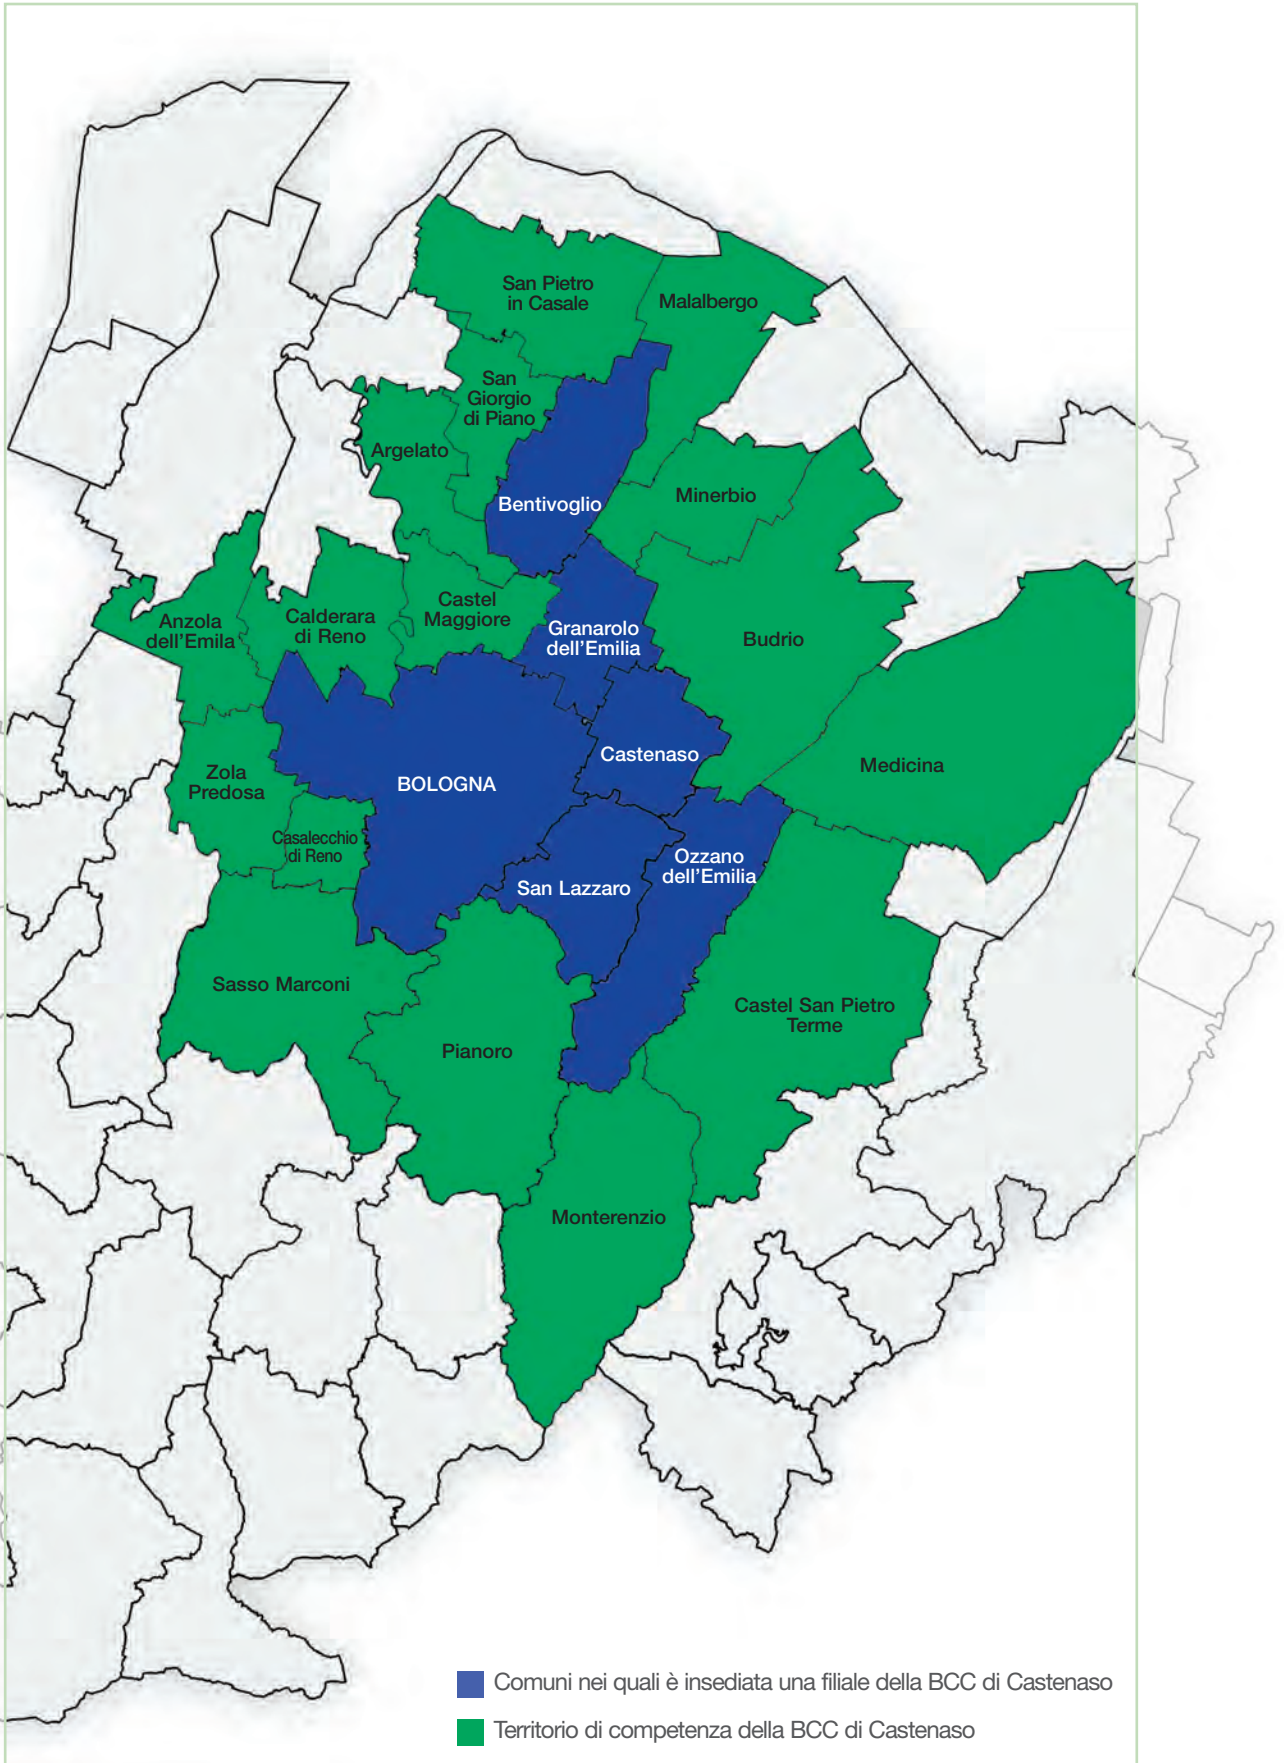 San Pietro
in Casale
Malalbergo
San
Giorgio
di Piano
Argelato
Bentivoglio
Minerbio
Anzola
dell'Emila
Calderara
di Reno
Castel
Maggiore
Granarolo
dell'Emilia
Budrio
Zola
Predosa
BOLOGNA
Castenaso
Medicina
Casalecchio
di Reno
San Lazzaro
Ozzano
dell'Emilia
Sasso Marconi
Pianoro
Castel San Pietro
Terme
Monterenzio
Comuni nei quali è insediata una filiale della BCC di Castenaso
Territorio di competenza della BCC di Castenaso